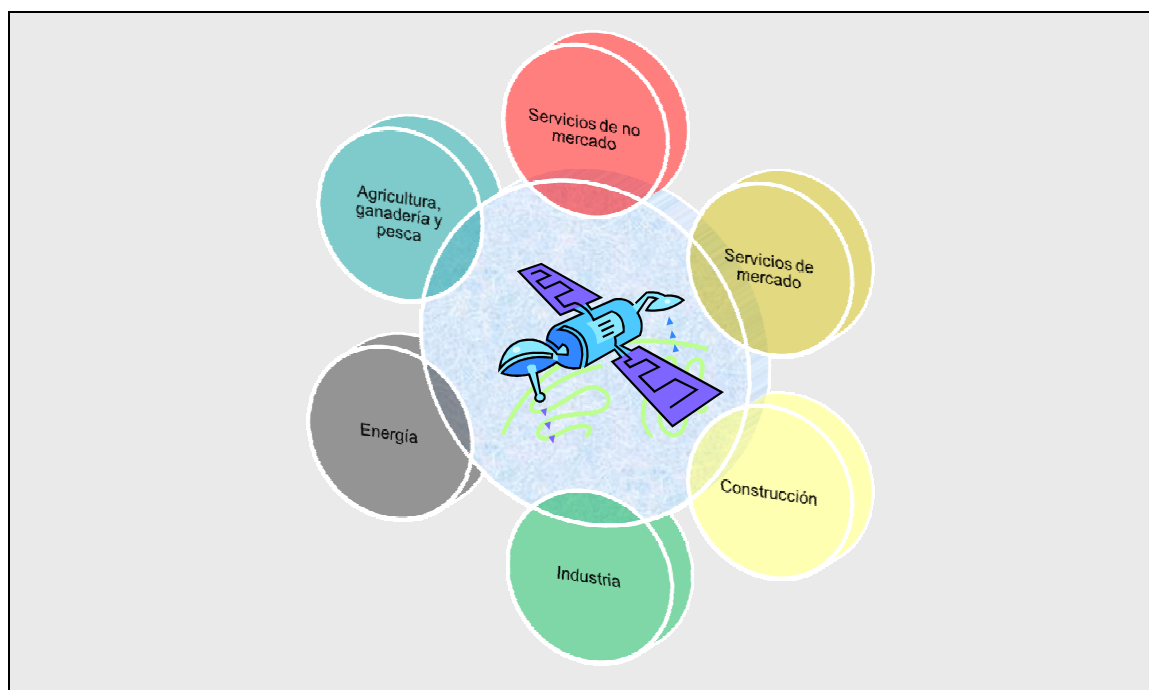 Servicios de no
mercado
Agricultura,
ganadería y
pesca
Servicios de
mercado
Energía
Construcción
Industria